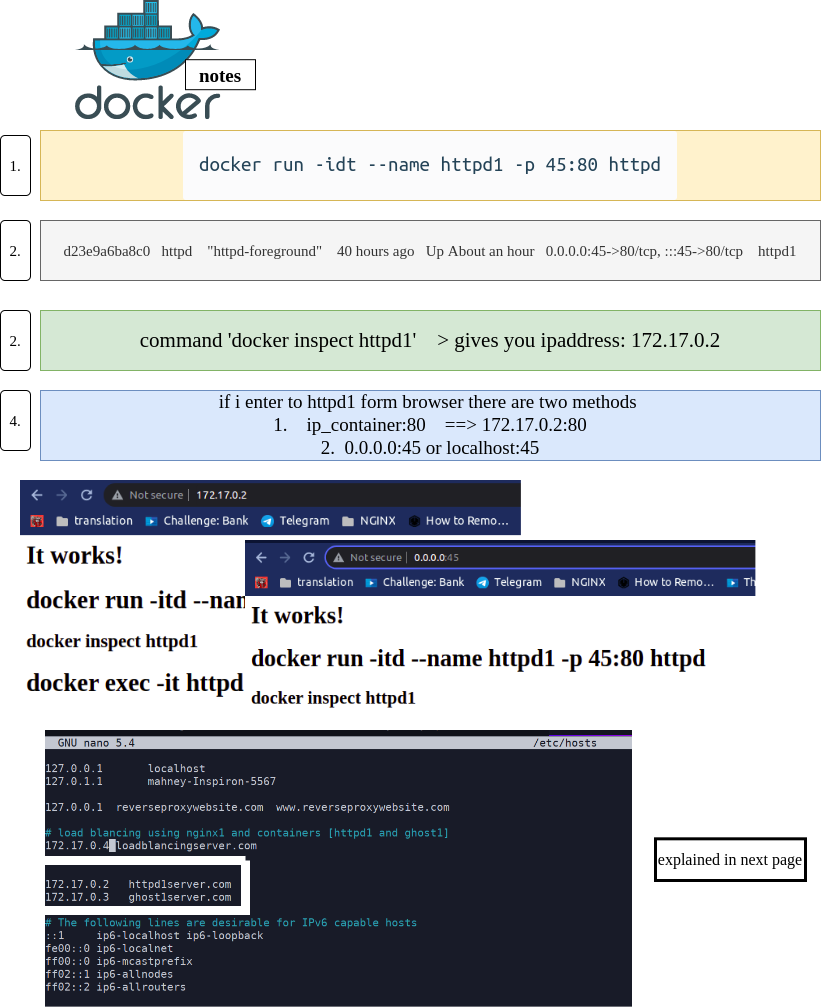 docker
notes
1.
docker run -idt --name httpd1 -p 45:80 httpd
2.
d23e9a6ba8c0 httpd "httpd-foreground" 40 hours ago Up About an hour 0.0.0.0:45->80/tcp, :::45->80/tcp httpd1
2.
command 'docker inspect httpd1' > gives you ipaddress: 172.17.0.2
4.
if i enter to httpd1 form browser there are two methods
1. ip_container:80 ==> 172.17.0.2:80
2. 0.0.0.0:45 or localhost:45
Not secure | 172.17.0.2
translation Challenge: Bank Telegram NGINX How to Remo...
It works!
docker run -itd --nan
docker inspect httpd1
docker exec -it httpd
Not secure | 0.0.0.0:45
translation Challenge: Bank Telegram NGINX How to Remo... Th
It works!
docker run -itd --name httpd1 -p 45:80 httpd
docker inspect httpd1
GNU nano 5.4 /etc/hosts
127.0.0.1 localhost
127.0.1.1 mahney-Inspiron-5567
127.0.0.1 reverseproxywebsite.com www.reverseproxywebsite.com
# load blancing using nginx1 and containers [httpd1 and ghost1]
172.17.0.4 loadblancingserver.com
172.17.0.2 httpd1server.com
172.17.0.3 ghost1server.com
explained in next page
# The following lines are desirable for IPv6 capable hosts
::1 ip6-localhost ip6-loopback
fe00::0 ip6-localnet
ff00::0 ip6-mcastprefix
ff02::1 ip6-allnodes
ff02::2 ip6-allrouters